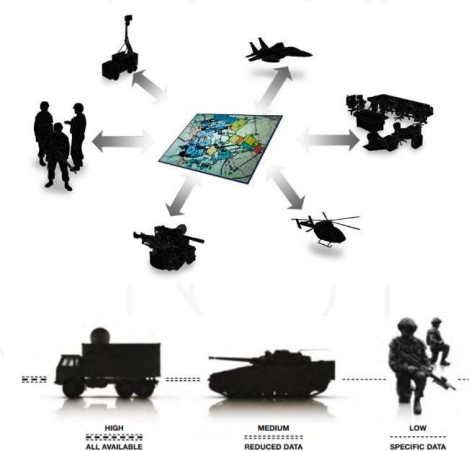 HIGH
ALL AVAILABLE
MEDIUM
REDUCED DATA
LOW
SPECIFIC DATA